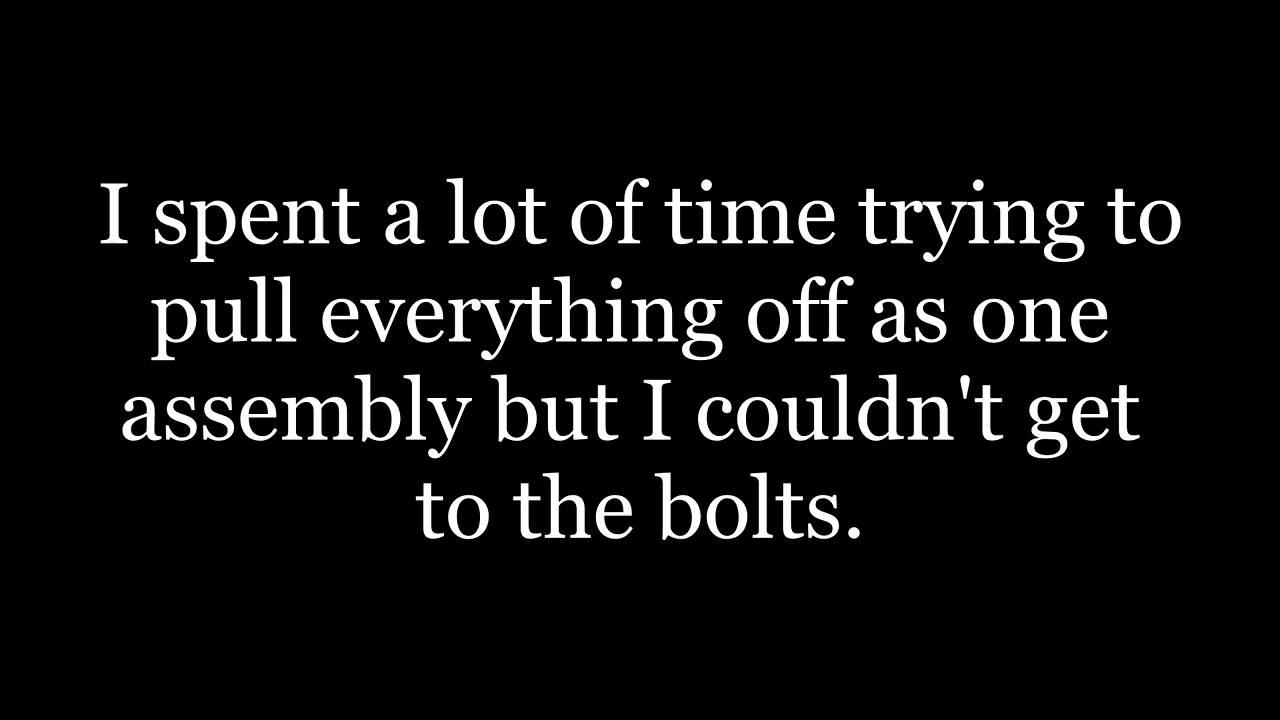 I spent a lot of time trying to
pull everything off as one
assembly but I couldn't get
to the bolts.